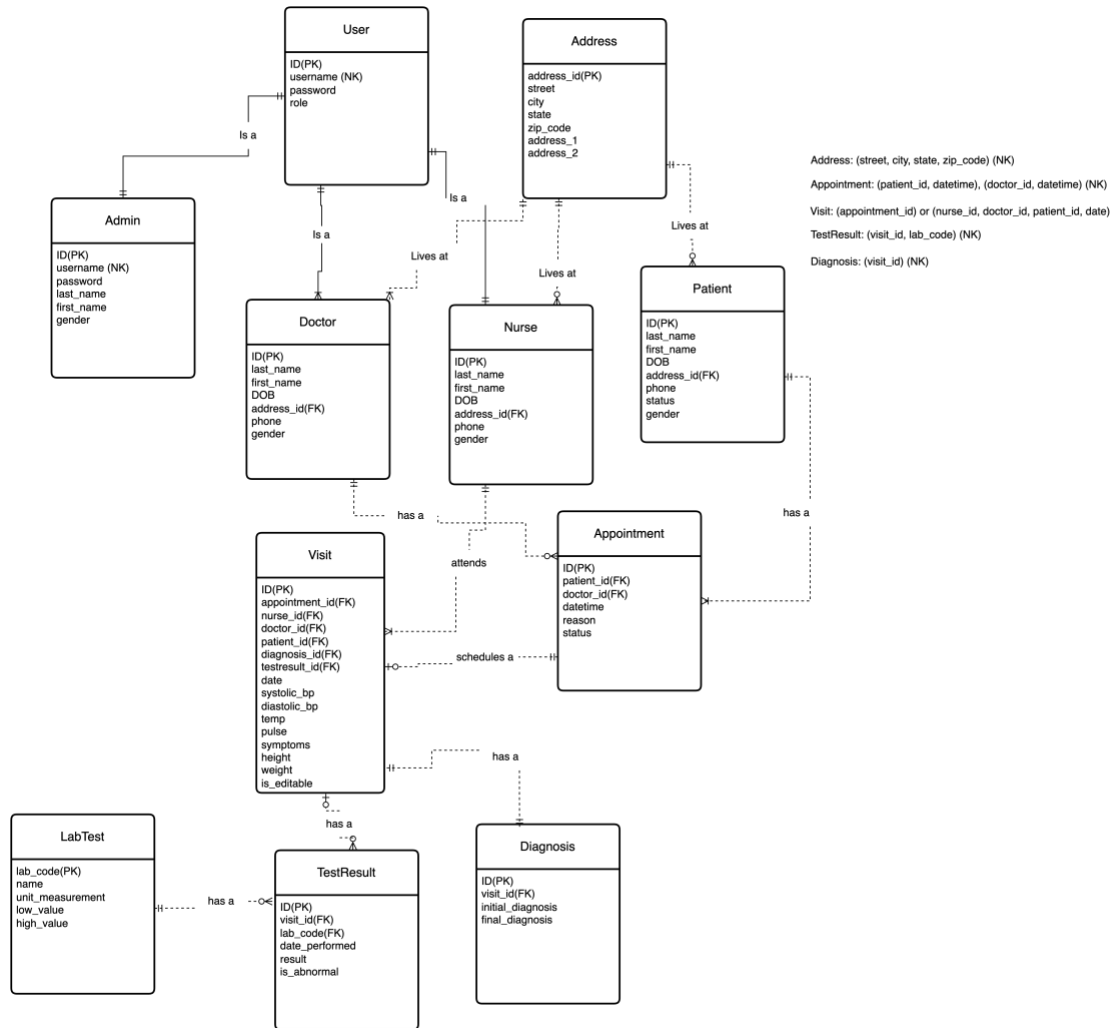 User
ID(PK)
username (NK)
password
role
Address
address_id(PK)
street
city
state
zip_code
address_1
address_2
Address: (street, city, state, zip_code) (NK)
Appointment: (patient_id, datetime), (doctor_id, datetime) (NK)
Visit: (appointment_id) or (nurse_id, doctor_id, patient_id, date)
TestResult: (visit_id, lab_code) (NK)
Diagnosis: (visit_id) (NK)
Is a
Is a
Is a
Lives at
Lives at
Lives at
Admin
ID(PK)
username (NK)
password
last_name
first_name
gender
Doctor
ID(PK)
last_name
first_name
DOB
address_id(FK)
phone
gender
Nurse
ID(PK)
last_name
first_name
DOB
address_id(FK)
phone
gender
Patient
ID(PK)
last_name
first_name
DOB
address_id(FK)
phone
status
gender
has a
attends
has a
Visit
ID(PK)
appointment_id(FK)
nurse_id(FK)
doctor_id(FK)
patient_id(FK)
diagnosis_id(FK)
testresult_id(FK)
date
systolic_bp
diastolic_bp
temp
pulse
symptoms
height
weight
is_editable
Appointment
ID(PK)
patient_id(FK)
doctor_id(FK)
datetime
reason
status
schedules a
has a
has a
LabTest
lab_code(PK)
name
unit_measurement
low_value
high_value
has a
TestResult
ID(PK)
visit_id(FK)
lab_code(FK)
date_performed
result
is_abnormal
Diagnosis
ID(PK)
visit_id(FK)
initial_diagnosis
final_diagnosis